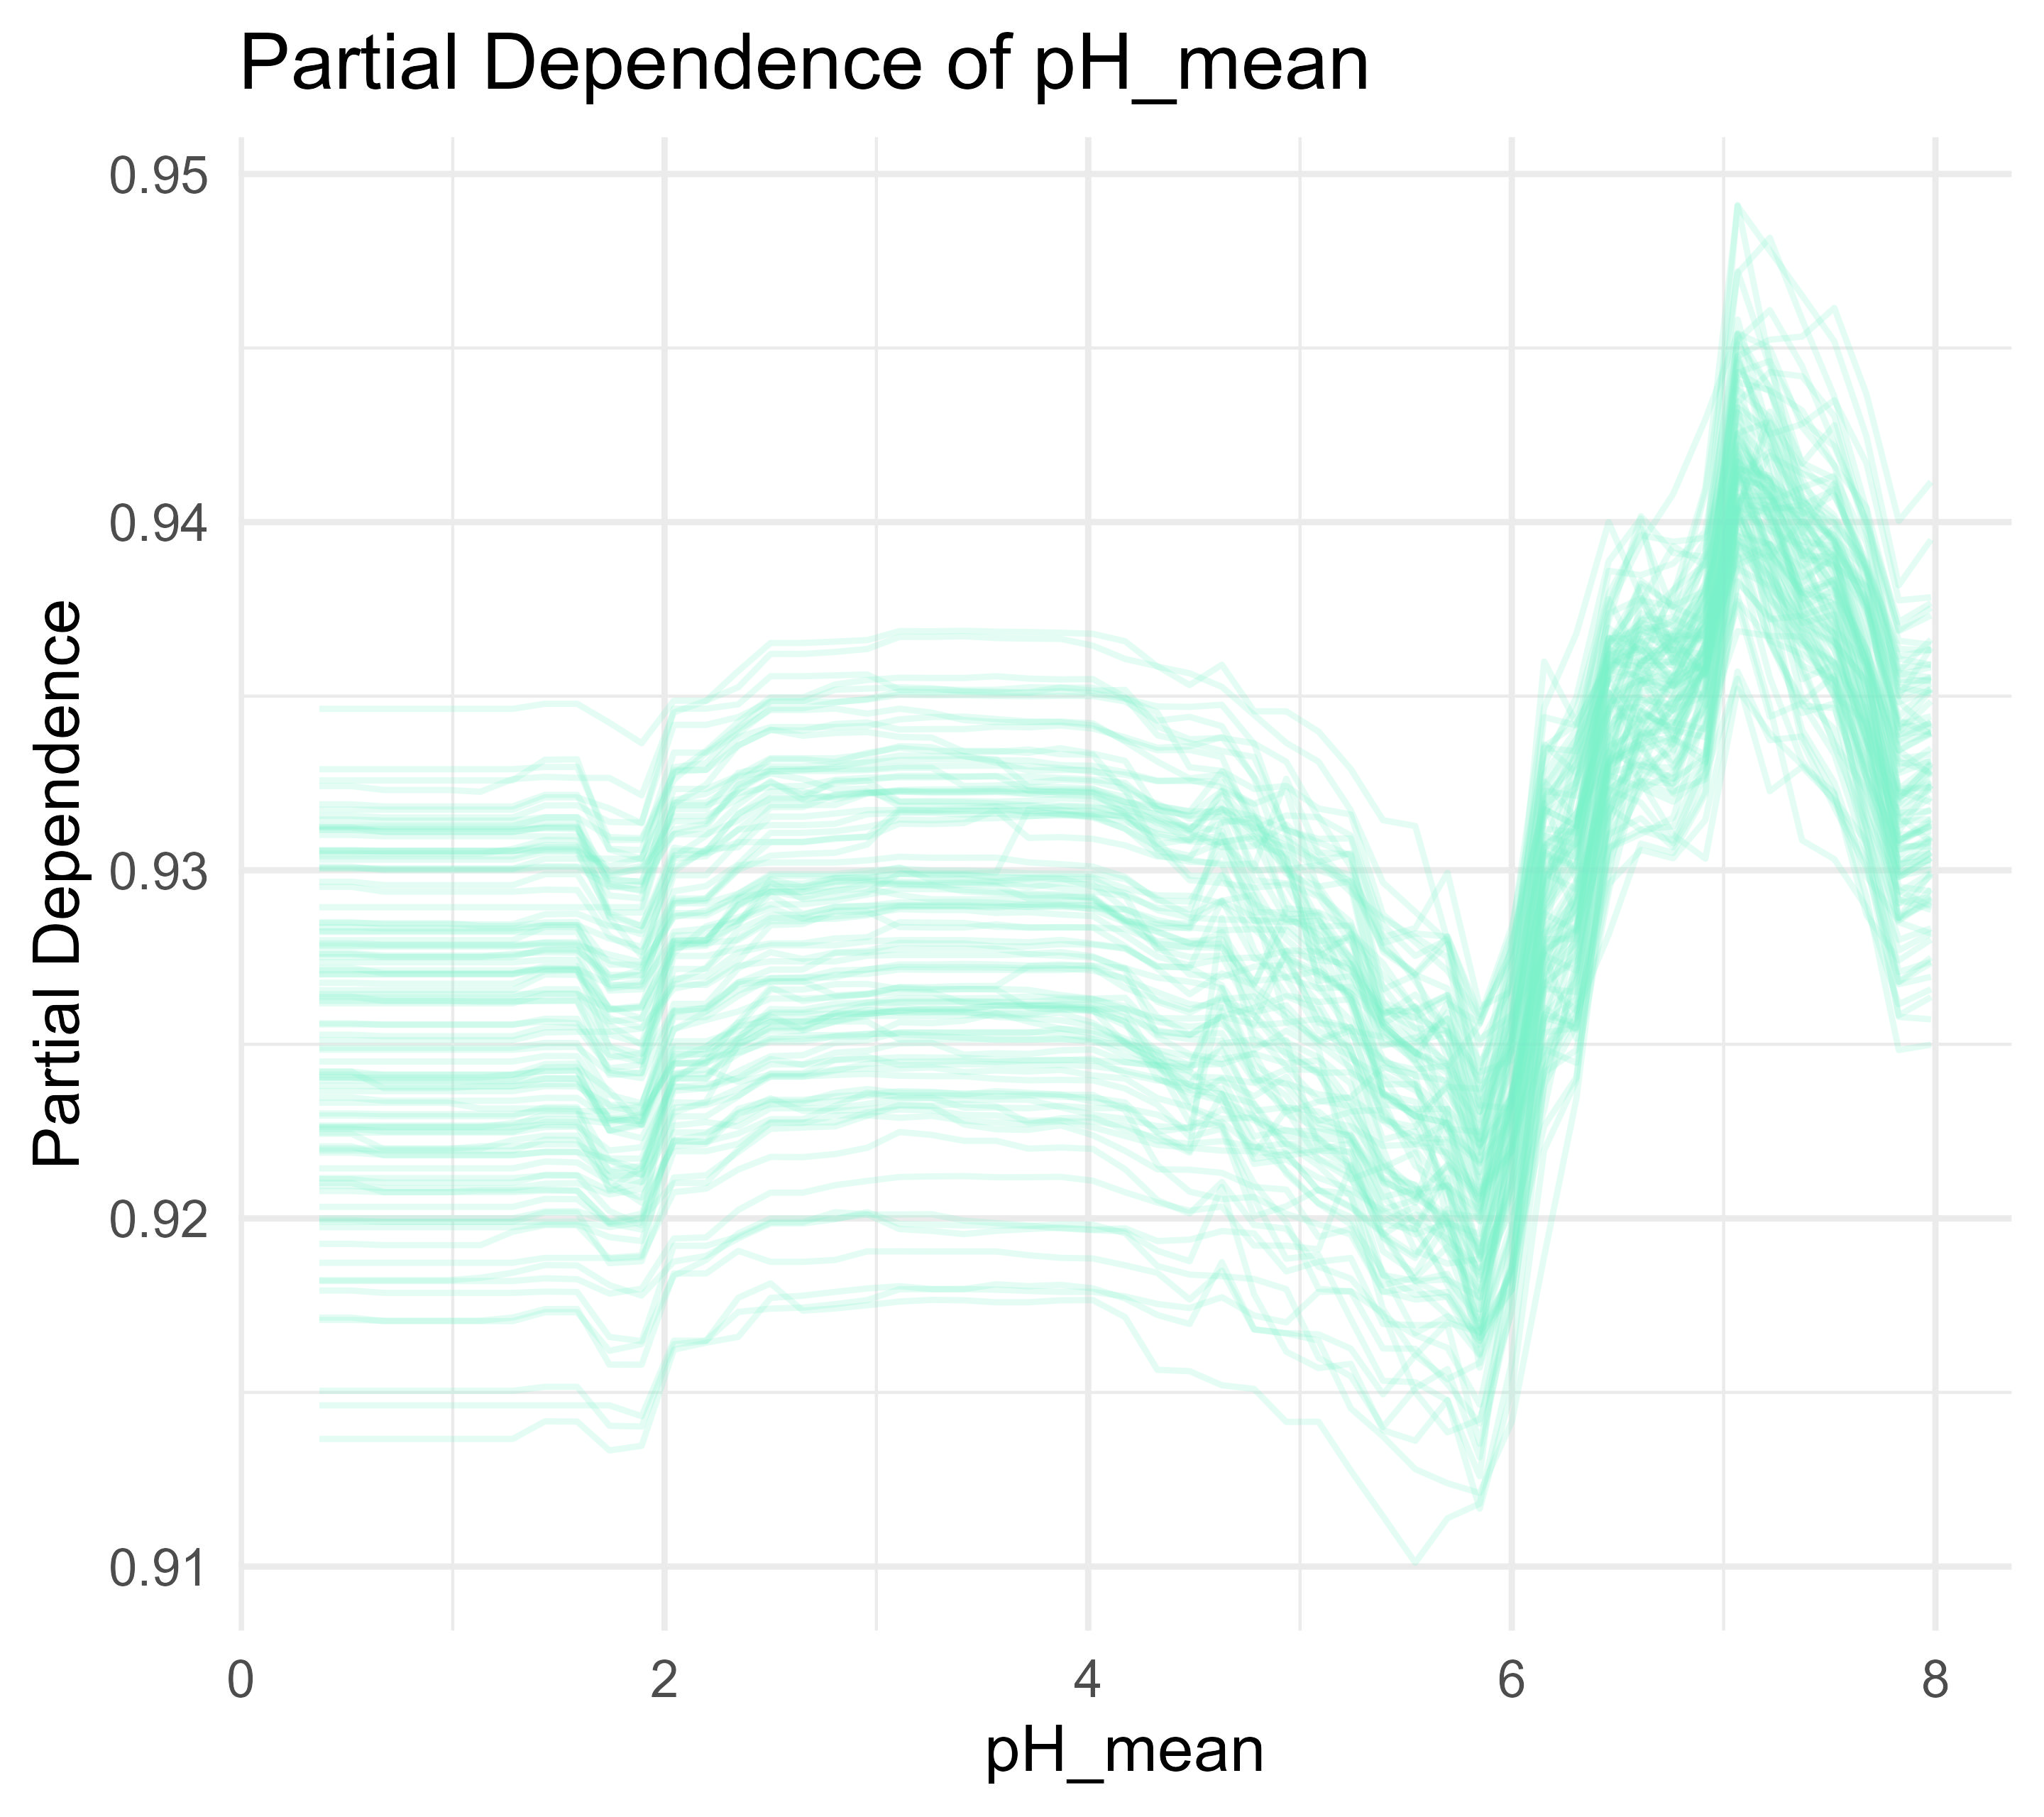 Partial Dependence of pH_mean
0.95
0.94
0.93
0.92
0.91
Partial Dependence
0 2 4 6 8
pH_mean